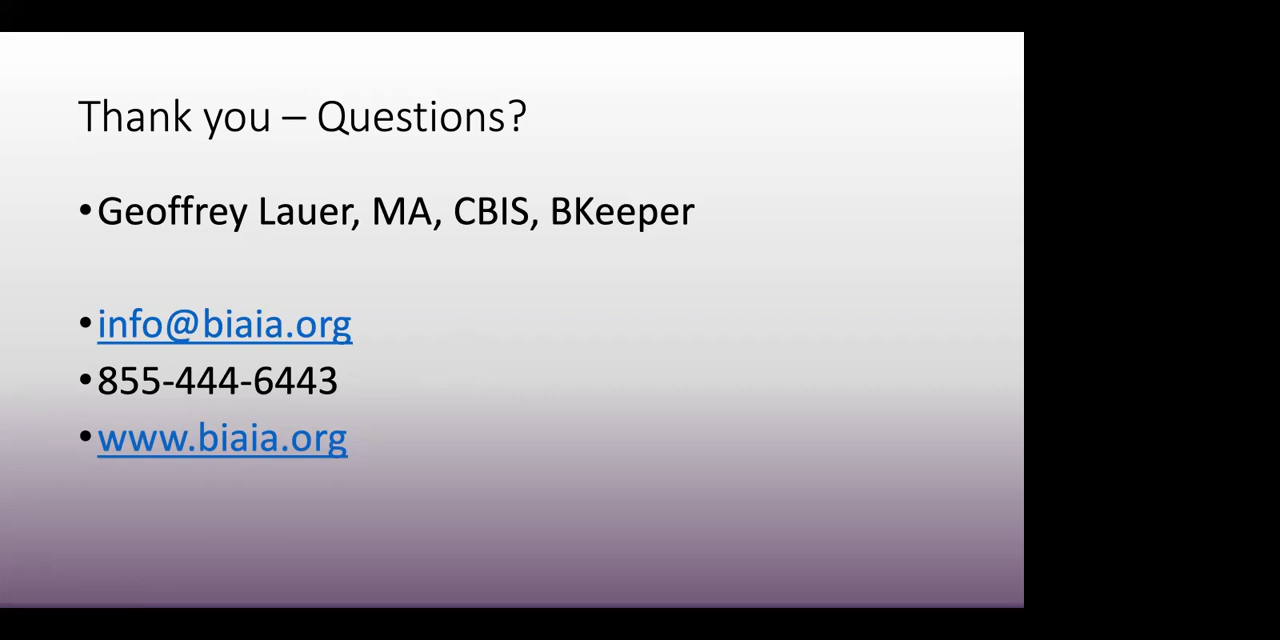 Thank you – Questions?
•Geoffrey Lauer, MA, CBIS, BKeeper
•info@biaia.org
•855-444-6443
•www.biaia.org